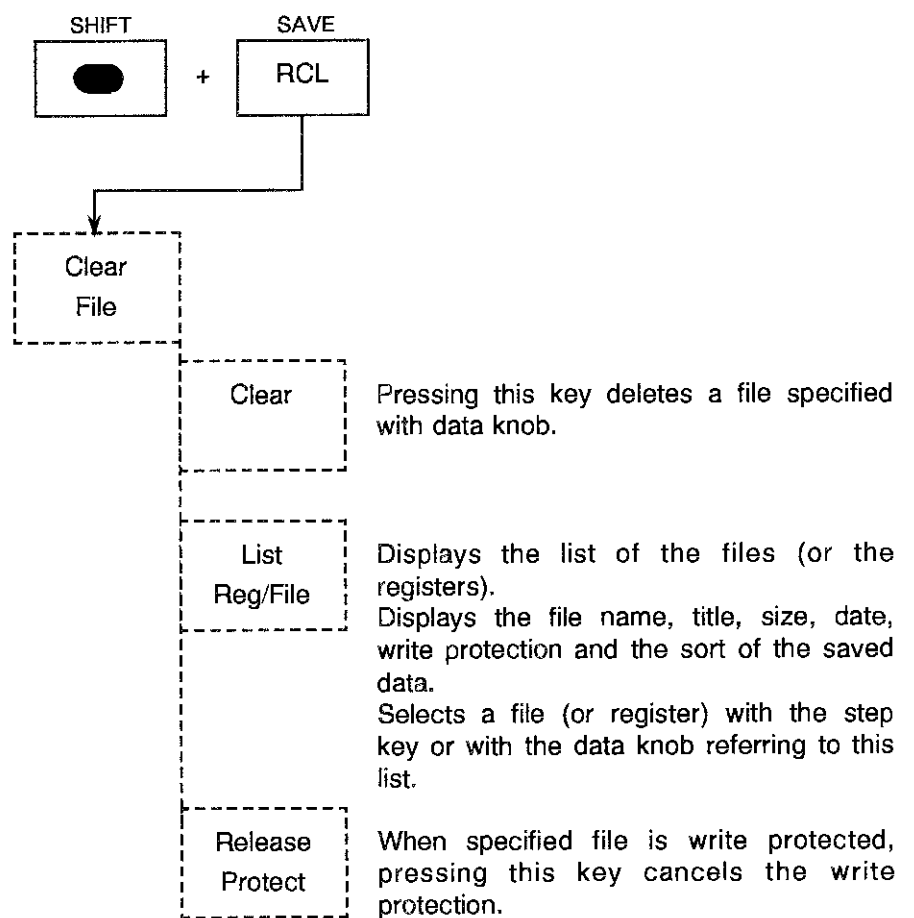 SHIFT
SAVE
+
RCL
Clear
File
Clear
Pressing this key deletes a file specified
with data knob.
List
Reg/File
Displays the list of the files (or the
registers).
Displays the file name, title, size, date,
write protection and the sort of the saved
data.
Selects a file (or register) with the step
key or with the data knob referring to this
list.
Release
Protect
When specified file is write protected,
pressing this key cancels the write
protection.